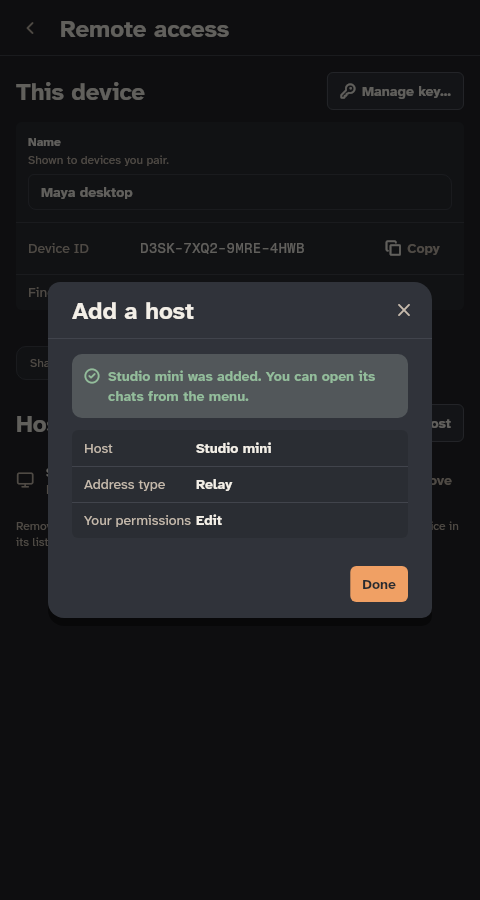 Remote access
This device
Manage key...
Name
Shown to devices you pair.
Maya desktop
Device ID
D3SK-7XQ2-9MRE-4HWB
Copy
Add a host
Studio mini was added. You can open its
chats from the menu.
Host
Studio mini
Address type
Relay
Your permissions
Edit
Done
its list